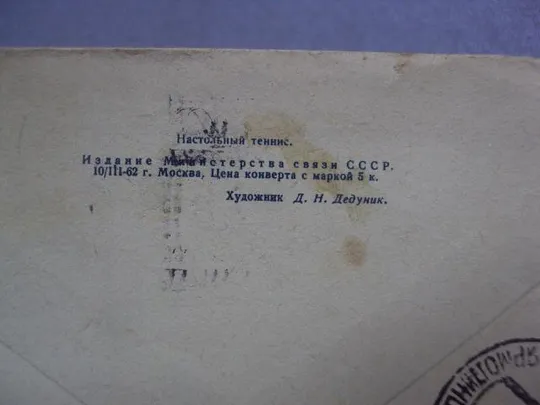 Настольный теннис.
Издание Министерства связи СССР.
10/III-62 г. Москва, Цена конверта с маркой 5 к.
Художник Д. Н. Дедуник.